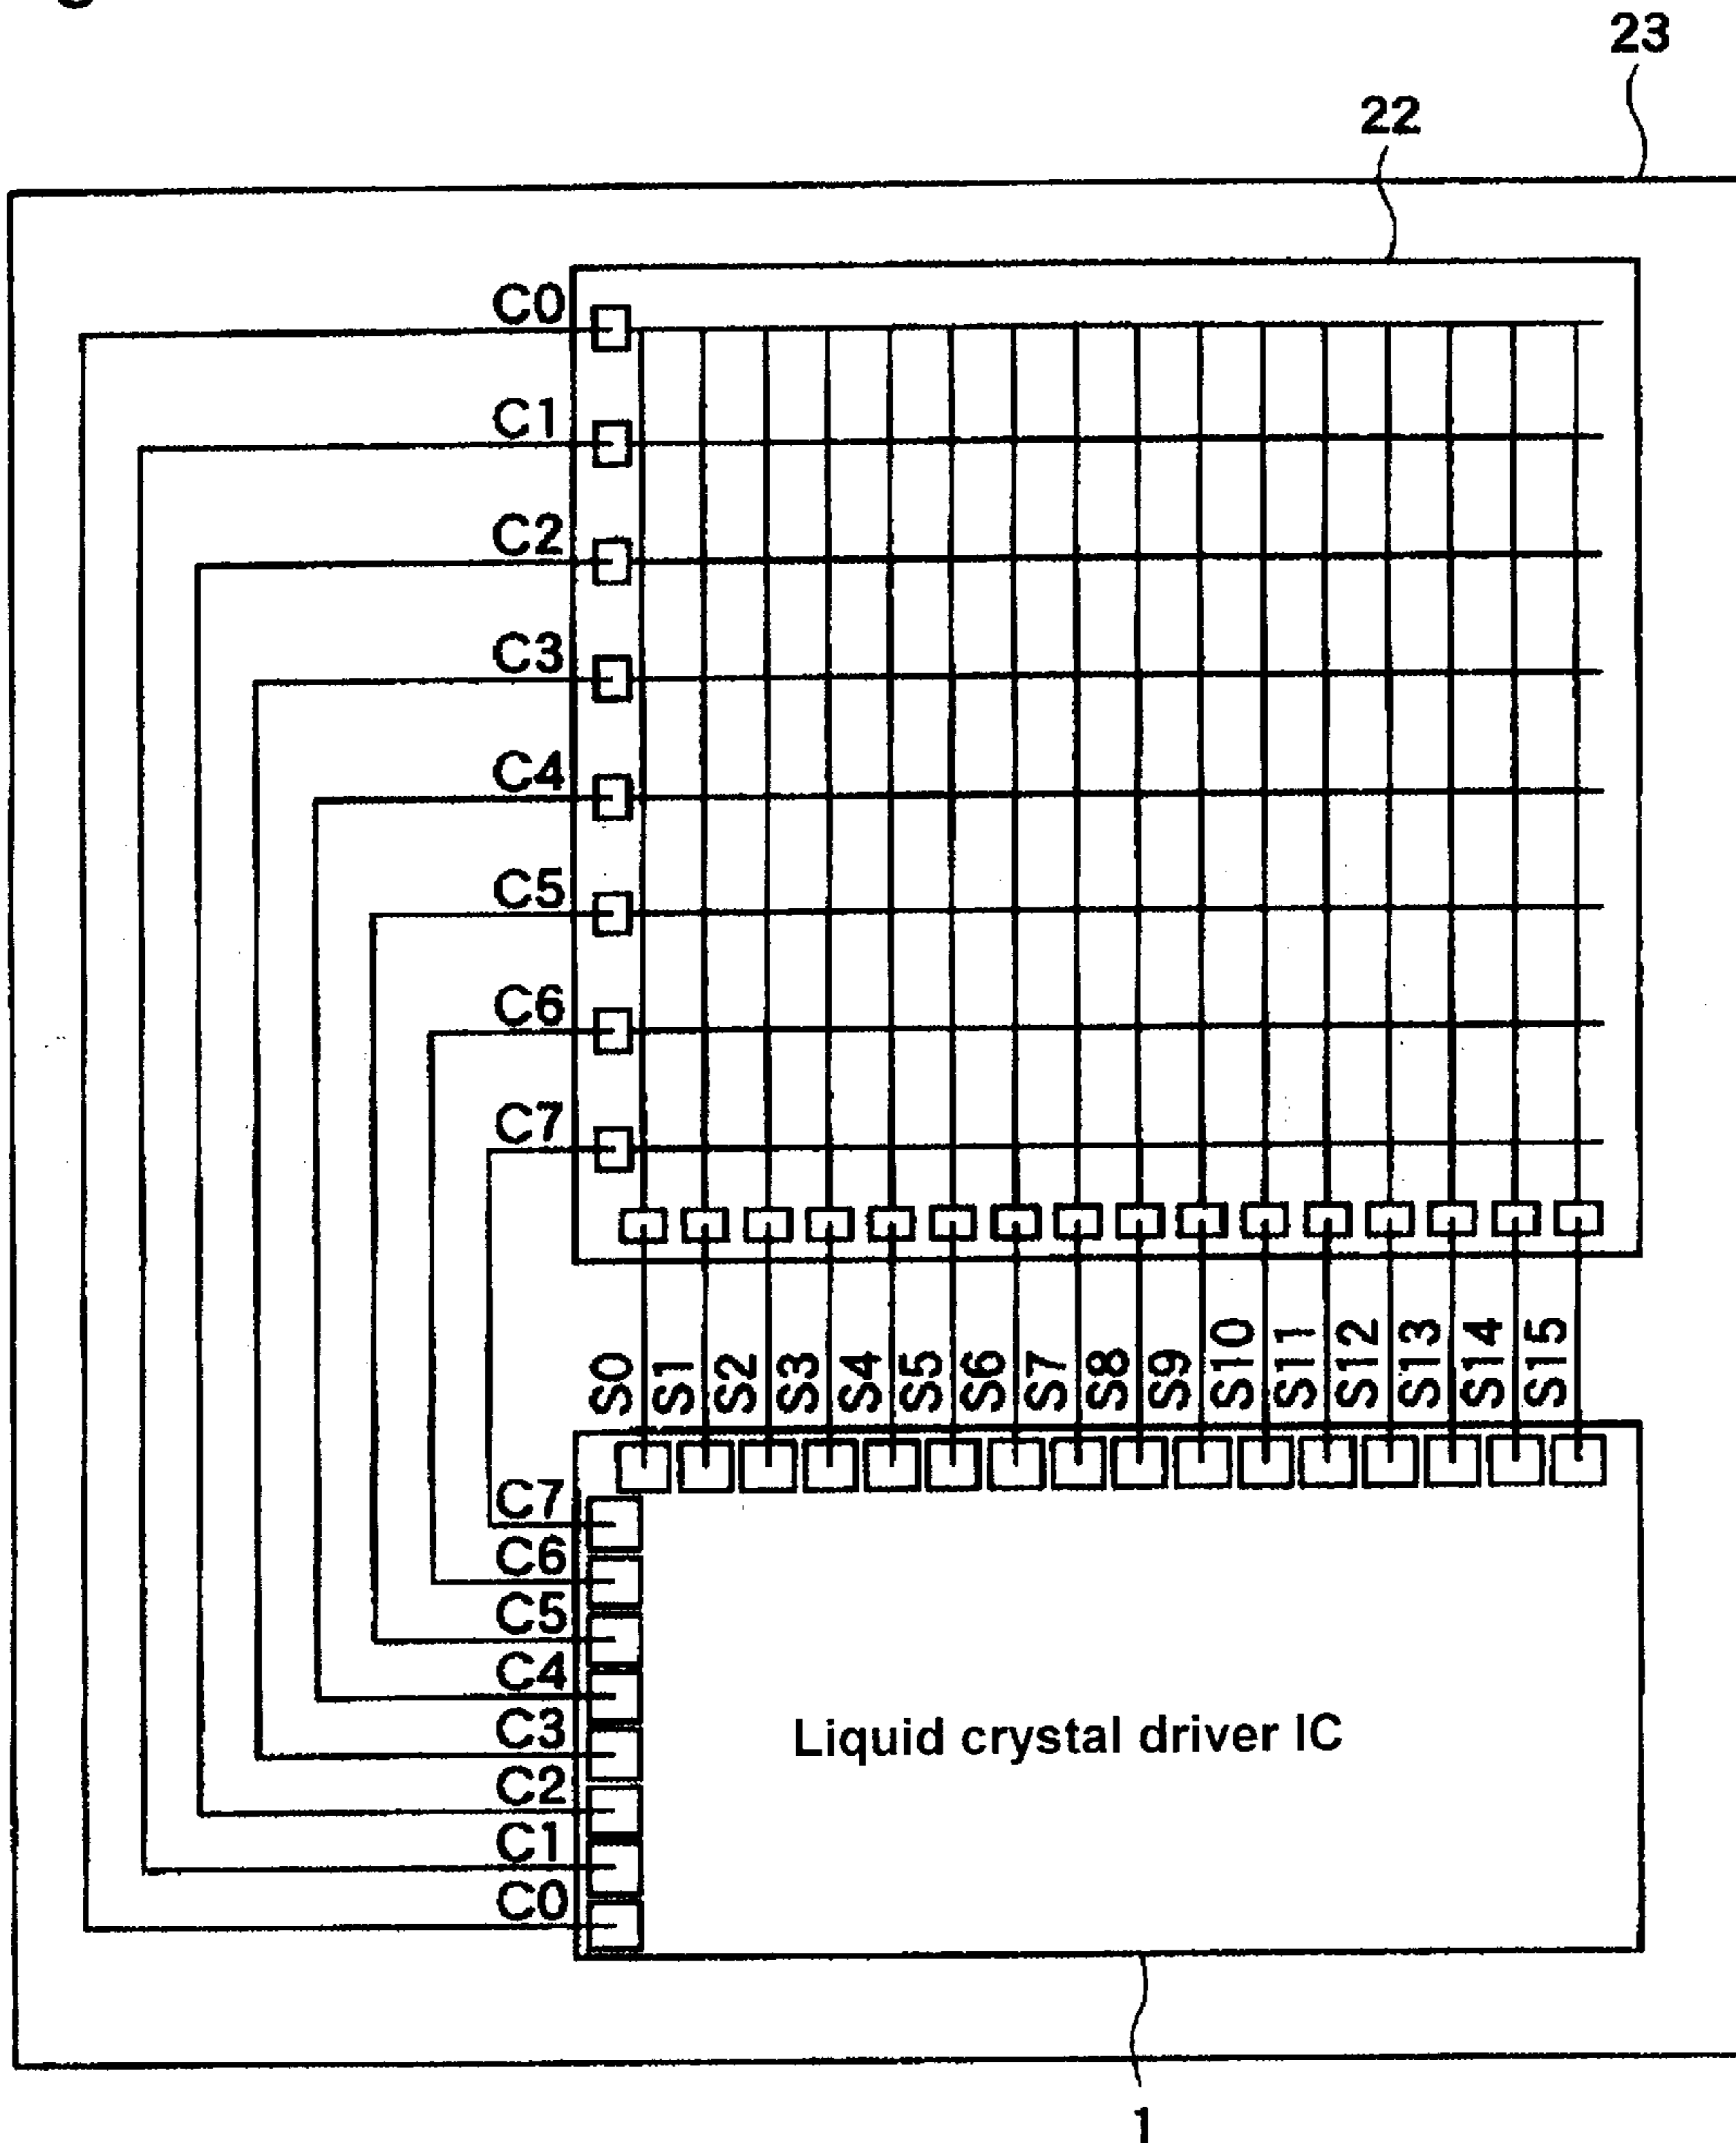 23
22
C0
C1
C2
C3
C4
C5
C6
C7
S0
S1
S2
S3
S4
S5
S6
S7
S8
S9
S10
S11
S12
S13
S14
S15
C7
C6
C5
C4
C3
C2
C1
C0
Liquid crystal driver IC
1